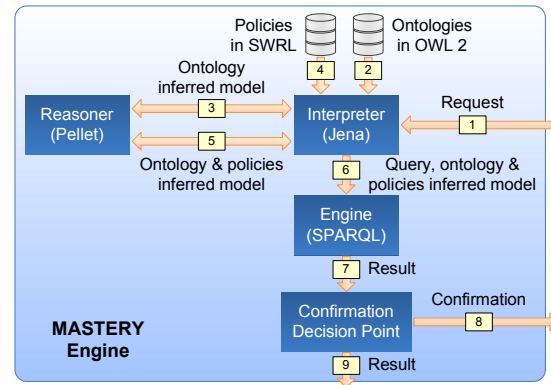 Policies
in SWRL
Ontologies
in OWL 2
4
2
Ontology
inferred model
3
Reasoner
(Pellet)
5
Ontology & policies
inferred model
Interpreter
(Jena)
Request
1
6
Query, ontology &
policies inferred model
Engine
(SPARQL)
7
Result
Confirmation
Decision Point
Confirmation
8
MASTERY
Engine
9
Result